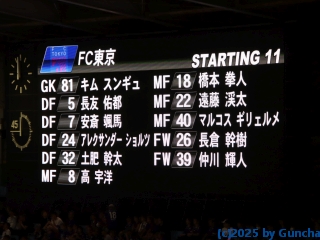 FC東京
STARTING 11
GK 81 キム スンギュ
DF 5 長友 佑都
DF 7 安斎 颯馬
DF 24 アレクサンダー ショルツ
DF 32 土肥 幹太
MF 8 高 宇洋
MF 18 橋本 拳人
MF 22 遠藤 渓太
MF 40 マルコス ギリェルメ
FW 26 長倉 幹樹
FW 39 仲川 輝人
45
(c)2025 by Guncha